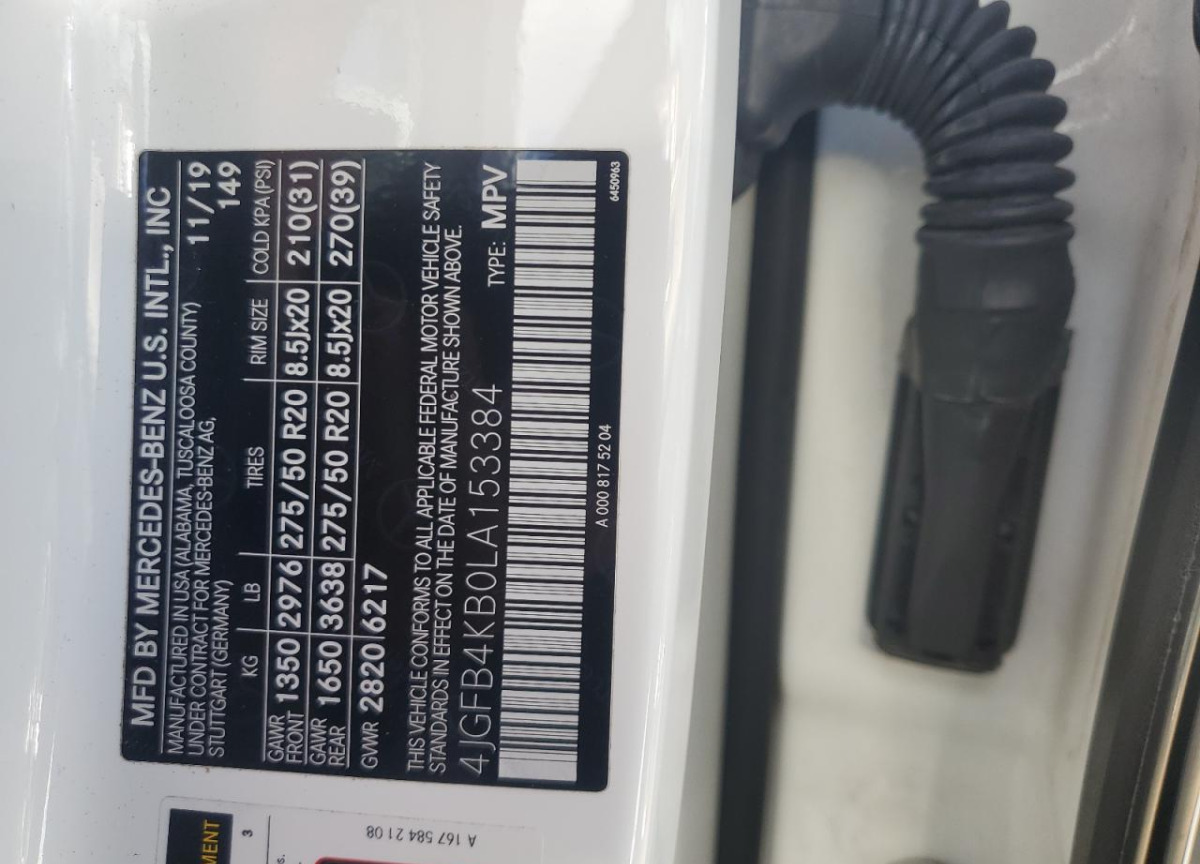 MFD BY MERCEDES-BENZ U.S. INTL., INC
MANUFACTURED IN USA (ALABAMA, TUSCALOOSA COUNTY) 11/19
UNDER CONTRACT FOR MERCEDES-BENZ AG, 149
STUTTGART (GERMANY)
KG LB TIRES RIM SIZE COLD KPA (PSI)
GAWR FRONT 1350 2976 275/50 R20 8.5Jx20 210(31)
GAWR REAR 1650 3638 275/50 R20 8.5Jx20 270(39)
GVWR 2820 6217
THIS VEHICLE CONFORMS TO ALL APPLICABLE FEDERAL MOTOR VEHICLE SAFETY
STANDARDS IN EFFECT ON THE DATE OF MANUFACTURE SHOWN ABOVE.
4JGFB4KB0LA153384 TYPE: MPV
A 000 817 52 04 6450963
MENT
3
s.
A 167 584 21 08